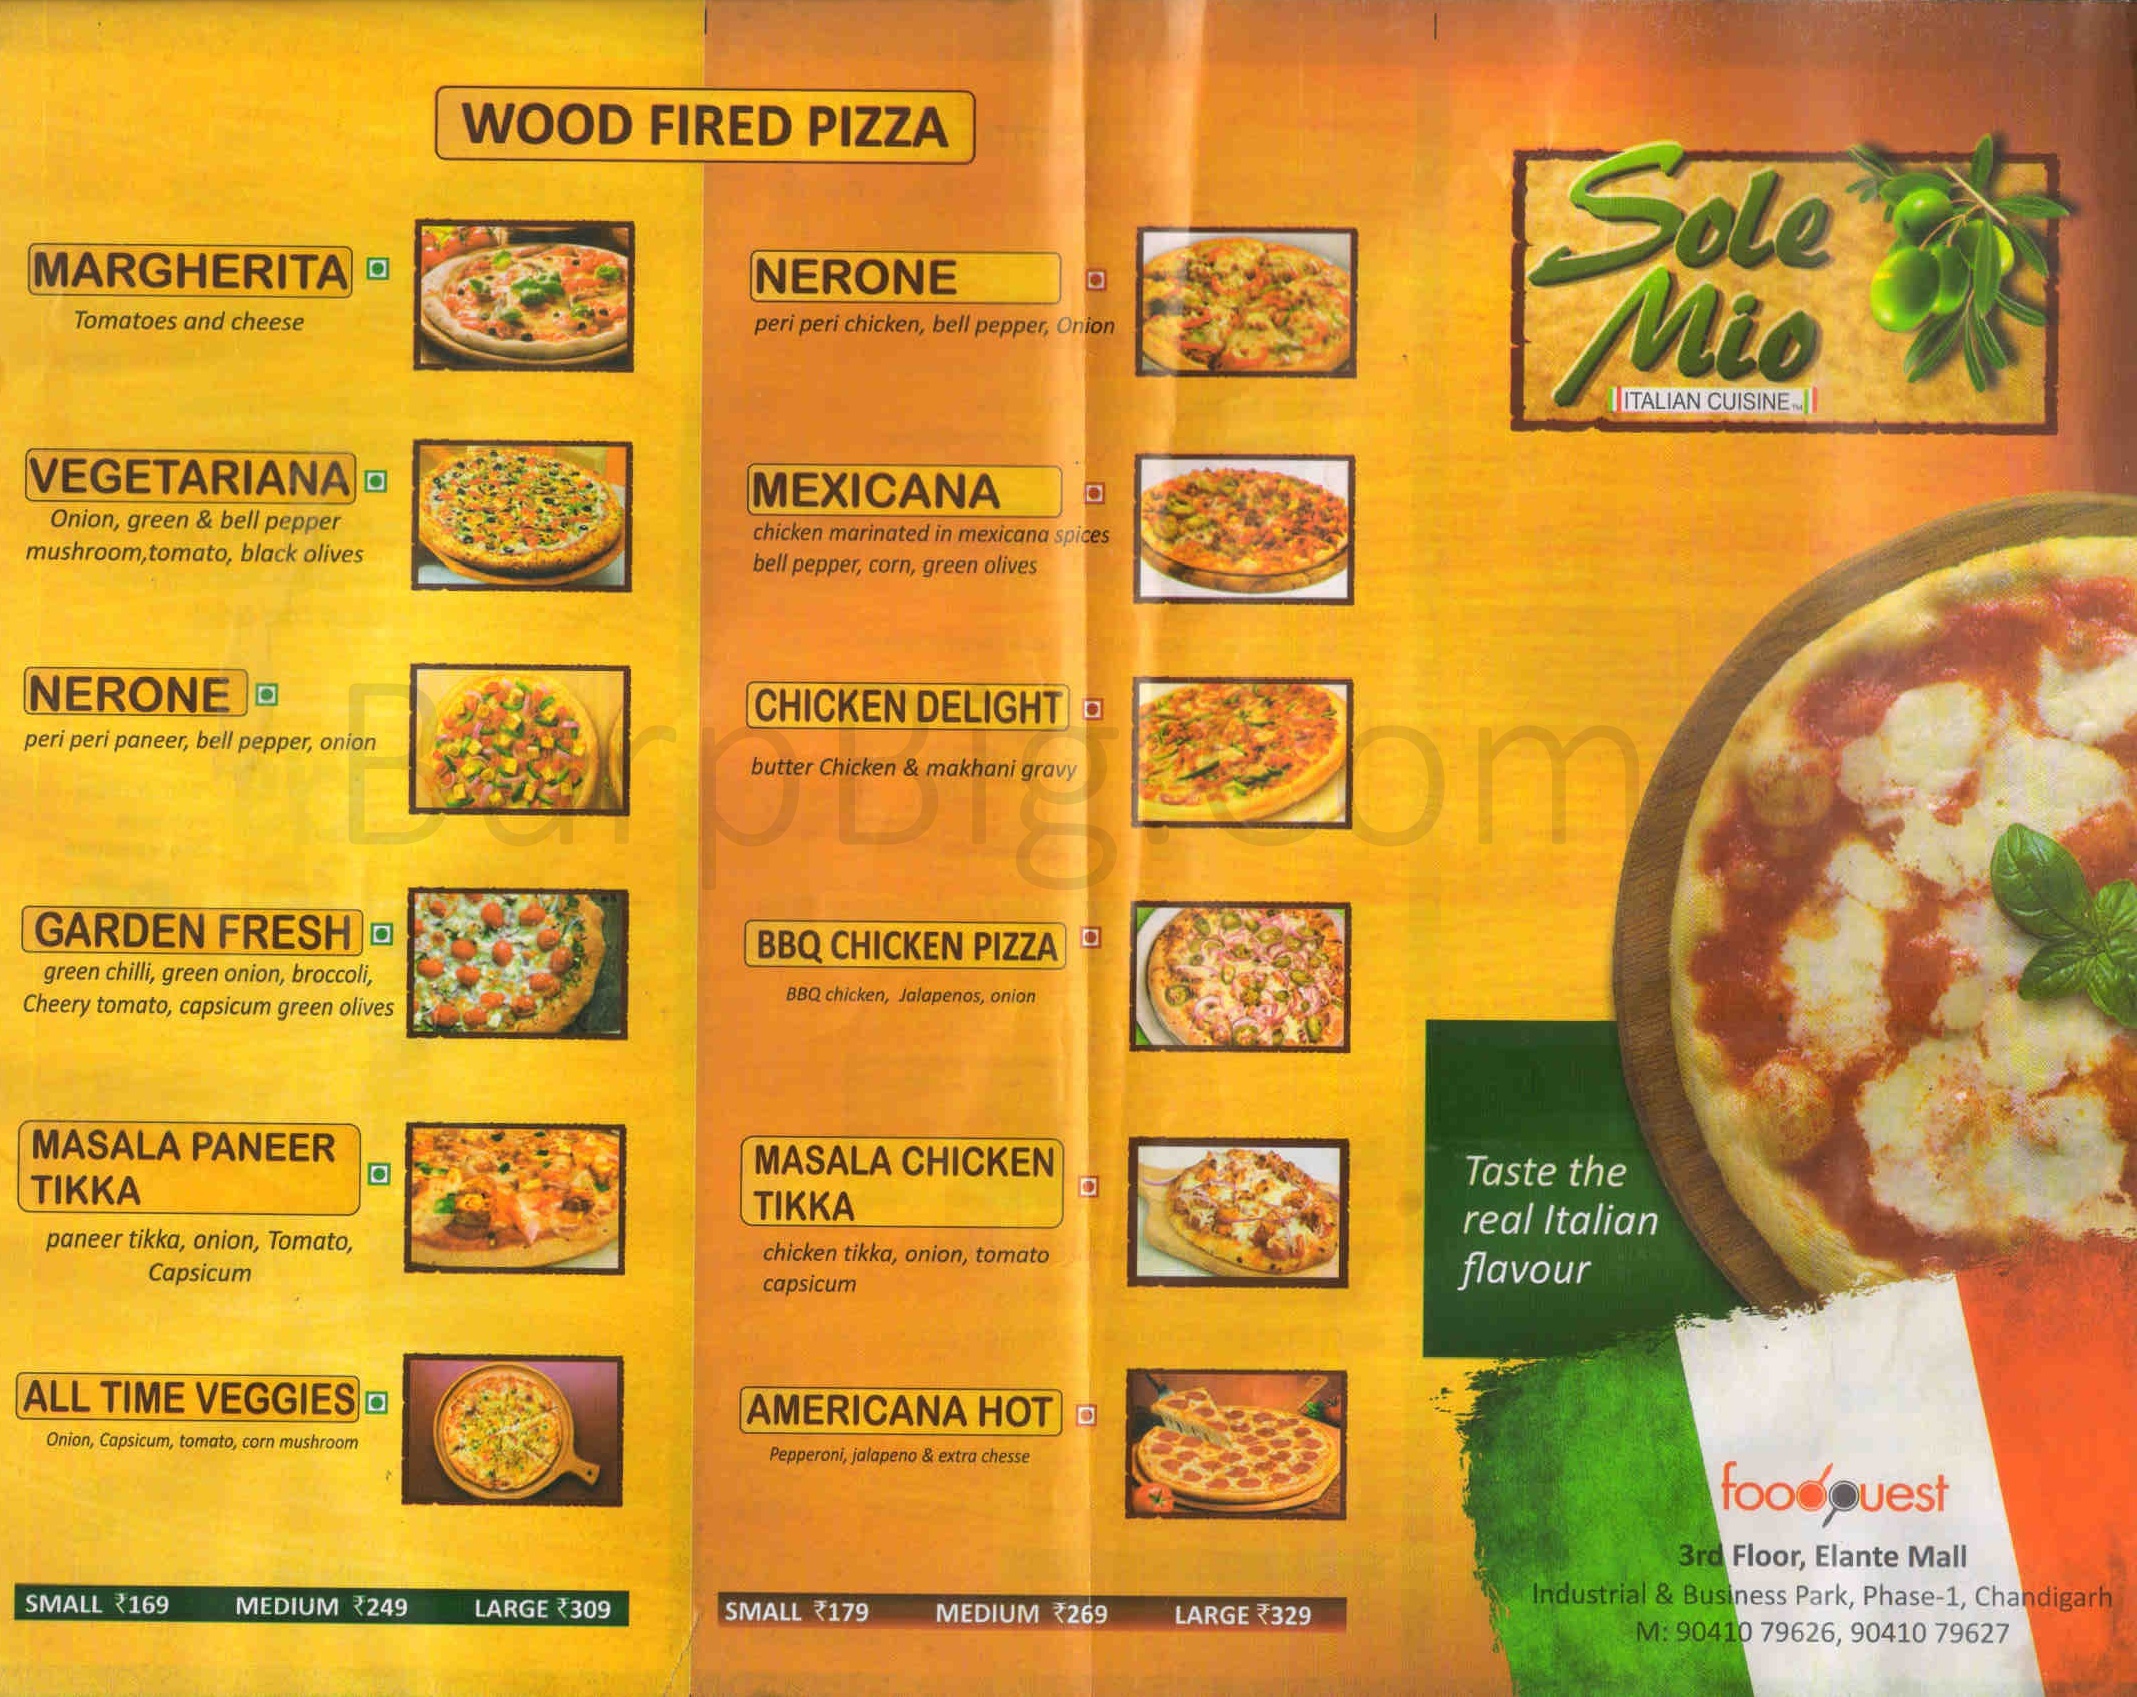 WOOD FIRED PIZZA
MARGHERITA
Tomatoes and cheese
VEGETARIANA
Onion, green & bell pepper
mushroom,tomato, black olives
NERONE
peri peri paneer, bell pepper, onion
GARDEN FRESH
green chilli, green onion, broccoli,
Cheery tomato, capsicum green olives
MASALA PANEER
TIKKA
paneer tikka, onion, Tomato,
Capsicum
ALL TIME VEGGIES
Onion, Capsicum, tomato, corn mushroom
SMALL ₹169 MEDIUM ₹249 LARGE ₹309
NERONE
peri peri chicken, bell pepper, Onion
MEXICANA
chicken marinated in mexicana spices
bell pepper, corn, green olives
CHICKEN DELIGHT
butter Chicken & makhani gravy
BBQ CHICKEN PIZZA
BBQ chicken, Jalapenos, onion
MASALA CHICKEN
TIKKA
chicken tikka, onion, tomato
capsicum
AMERICANA HOT
Pepperoni, jalapeno & extra chesse
SMALL ₹179 MEDIUM ₹269 LARGE ₹329
Sole
Mio
ITALIAN CUISINE™
Taste the
real Italian
flavour
foodquest
3rd Floor, Elante Mall
Industrial & Business Park, Phase-1, Chandigarh
M: 90410 79626, 90410 79627
BurpBig.com